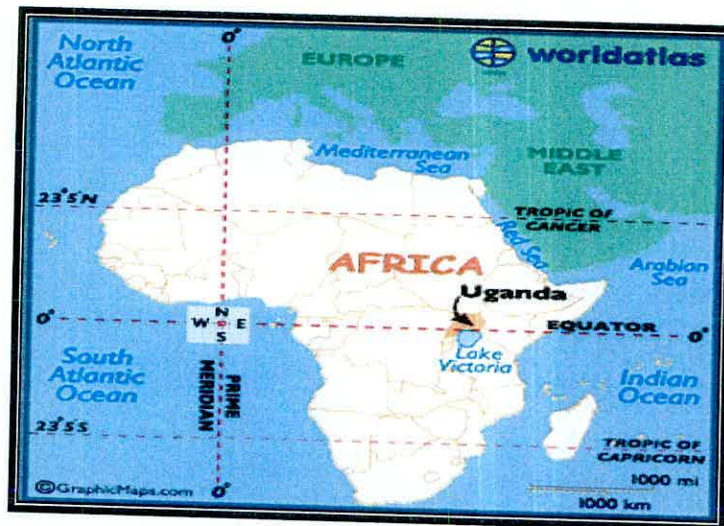 0°
North
Atlantic
Ocean
EUROPE
worldatlas
Mediterranean
Sea
MIDDLE
EAST
23°5'N
TROPIC OF
CANCER
Red Sea
AFRICA
Arabian
Sea
Uganda
N
W E
S
0°
EQUATOR
0°
Lake
Victoria
South
Atlantic
Ocean
PRIME
MERIDIAN
Indian
Ocean
23°5 S
TROPIC OF
CAPRICORN
©GraphicMaps.com
0°
1000 mi
1000 km